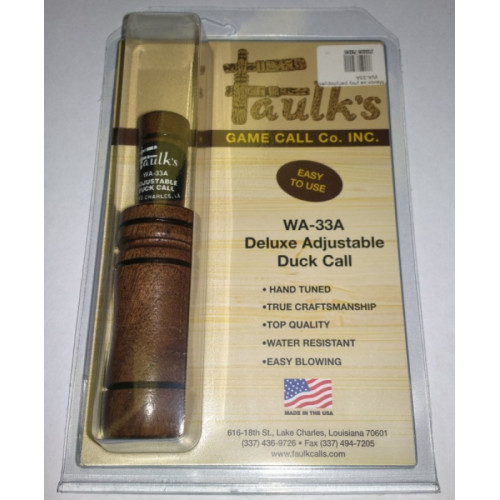 Faulk's
GAME CALL Co. INC.
EASY
TO USE
WA-33A
Deluxe Adjustable
Duck Call
• HAND TUNED
• TRUE CRAFTSMANSHIP
• TOP QUALITY
• WATER RESISTANT
• EASY BLOWING
MADE IN THE USA
616-18th St., Lake Charles, Louisiana 70601
(337) 436-9726 • Fax (337) 494-7205
www.faulkcalls.com
Faulk's
WA-33A
ADJUSTABLE
DUCK CALL
CHARLES, LA.